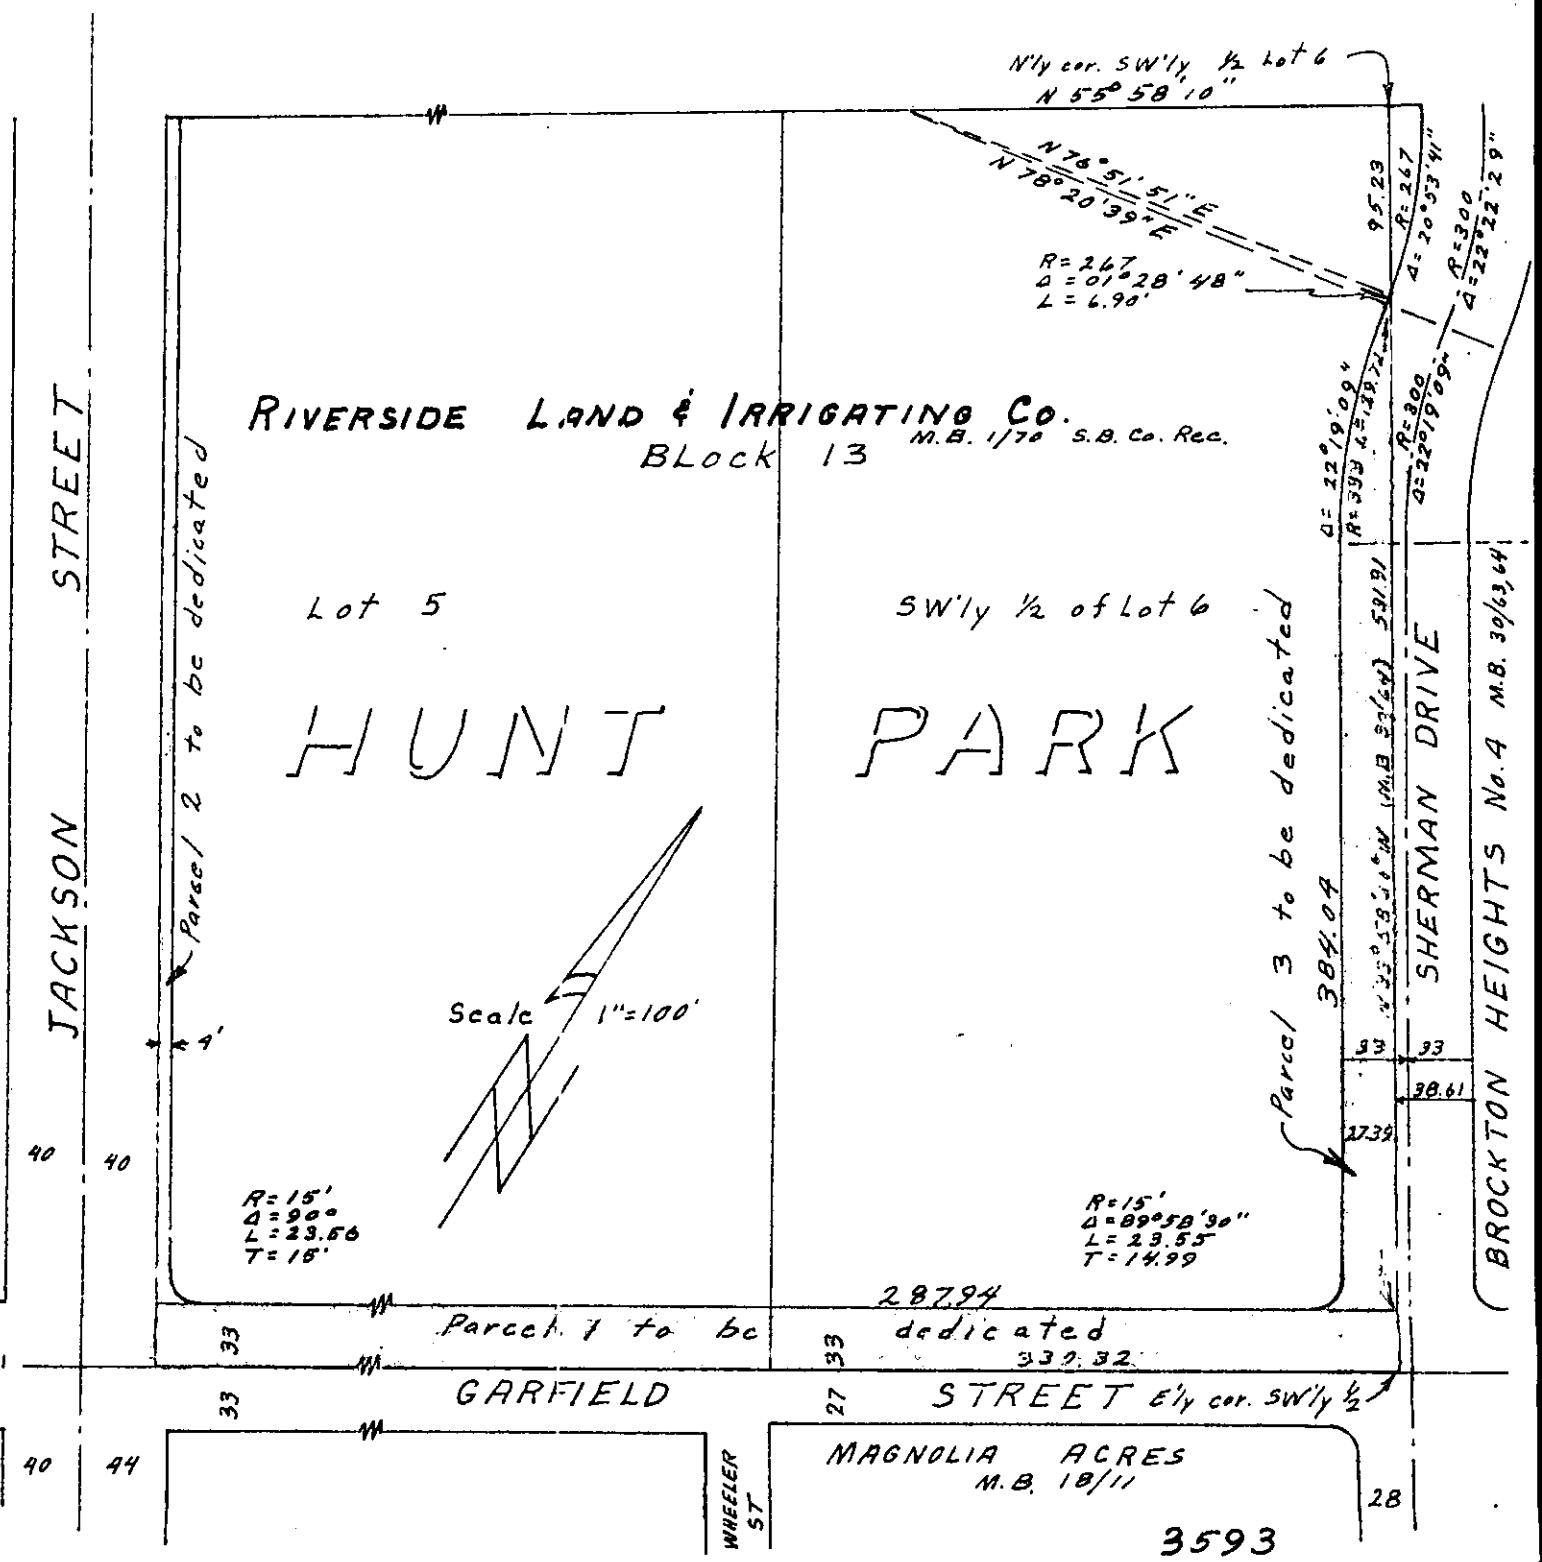 N'ly cor. SW'ly ½ Lot 6
N 55° 58' 10"
N 76° 51' 51" E
N 78° 20' 39" E
95.23
R= 267
Δ= 20° 53' 41"
R=300
Δ=22° 22' 29"
R= 267
Δ = 01° 28' 48"
L = 6.90'
RIVERSIDE LAND & IRRIGATING Co.
M.B. 1/70 S.B. Co. Rec.
BLock 13
Δ= 22° 19' 09"
R=333 L=129.72
R=300
Δ=22° 19' 09"
JACKSON STREET
Parcel 2 to be dedicated
Lot 5
SW'ly ½ of Lot 6
HUNT PARK
Parcel 3 to be dedicated
384.04
(M.B. 33/64) 531.91
SHERMAN DRIVE
BROCKTON HEIGHTS No. 4 M.B. 30/63,64
Scale 1"=100'
N
4'
33 33
38.61
27.39
40 40
R= 15'
Δ = 90°
L = 23.56
T = 15'
R= 15'
Δ = 89° 58' 30"
L = 23.55
T = 14.99
287.94
Parcel 1 to be dedicated
33 33
GARFIELD STREET
E'ly cor. SW'ly ½
33 27
40 44
WHEELER ST
MAGNOLIA ACRES
M.B. 18/11
28
3593